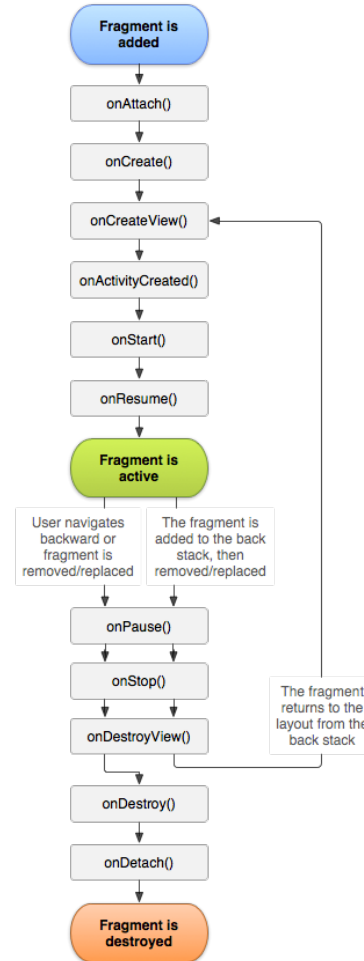 Fragment is
added
onAttach()
onCreate()
onCreateView()
onActivityCreated()
onStart()
onResume()
Fragment is
active
User navigates
backward or
fragment is
removed/replaced
The fragment is
added to the back
stack, then
removed/replaced
onPause()
onStop()
The fragment
returns to the
layout from the
back stack
onDestroyView()
onDestroy()
onDetach()
Fragment is
destroyed